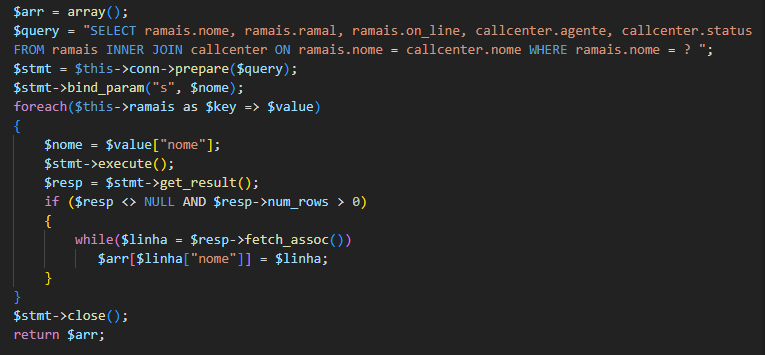 $arr = array();
$query = "SELECT ramais.nome, ramais.ramal, ramais.on_line, callcenter.agente, callcenter.status
FROM ramais INNER JOIN callcenter ON ramais.nome = callcenter.nome WHERE ramais.nome = ? ";
$stmt = $this->conn->prepare($query);
$stmt->bind_param("s", $nome);
foreach($this->ramais as $key => $value)
{
$nome = $value["nome"];
$stmt->execute();
$resp = $stmt->get_result();
if ($resp <> NULL AND $resp->num_rows > 0)
{
while($linha = $resp->fetch_assoc())
$arr[$linha["nome"]] = $linha;
}
}
$stmt->close();
return $arr;